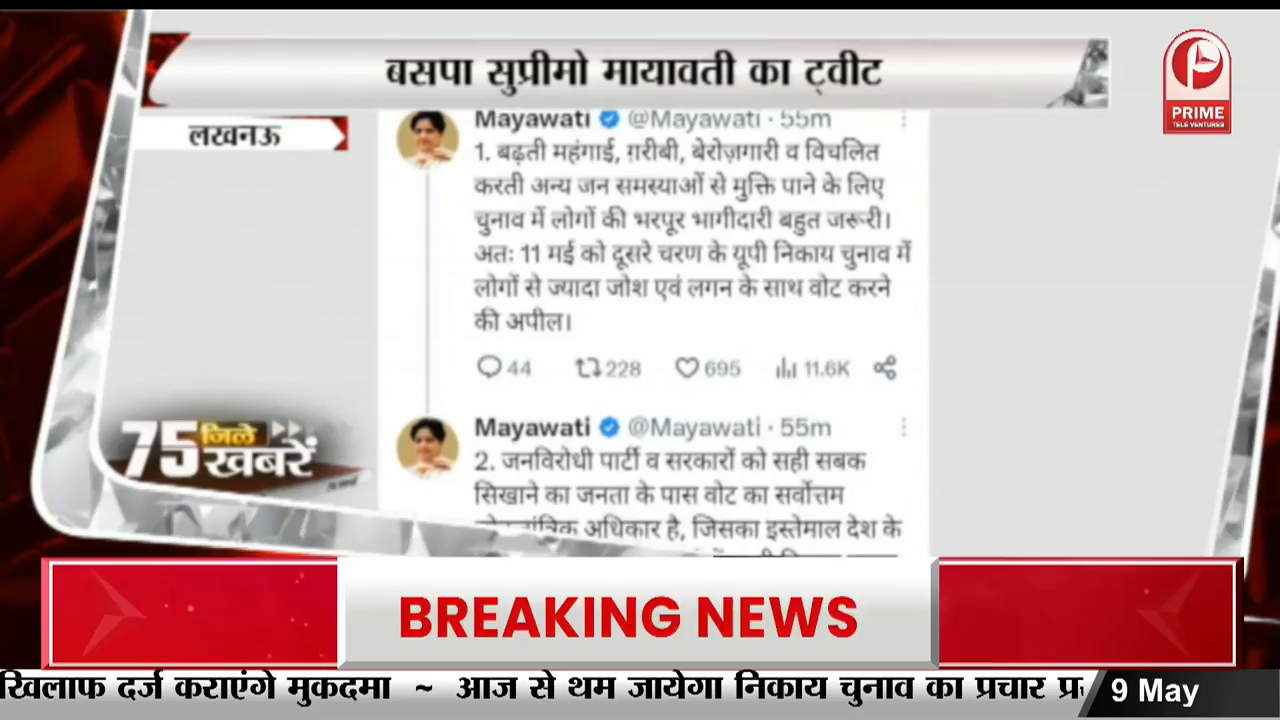 बसपा सुप्रीमो मायावती का ट्वीट
PRIME
TELE VENTURES
लखनऊ
Mayawati @Mayawati · 55m
1. बढ़ती महंगाई, ग़रीबी, बेरोज़गारी व विचलित
करती अन्य जन समस्याओं से मुक्ति पाने के लिए
चुनाव में लोगों की भरपूर भागीदारी बहुत जरूरी।
अतः 11 मई को दूसरे चरण के यूपी निकाय चुनाव में
लोगों से ज्यादा जोश एवं लगन के साथ वोट करने
की अपील।
44 228 695 11.6K
Mayawati @Mayawati · 55m
2. जनविरोधी पार्टी व सरकारों को सही सबक
सिखाने का जनता के पास वोट का सर्वोत्तम
अधिकार है, जिसका इस्तेमाल देश के
75 जिले
खबरें
BREAKING NEWS
खिलाफ दर्ज कराएंगे मुकदमा ~ आज से थम जायेगा निकाय चुनाव का प्रचार
9 May